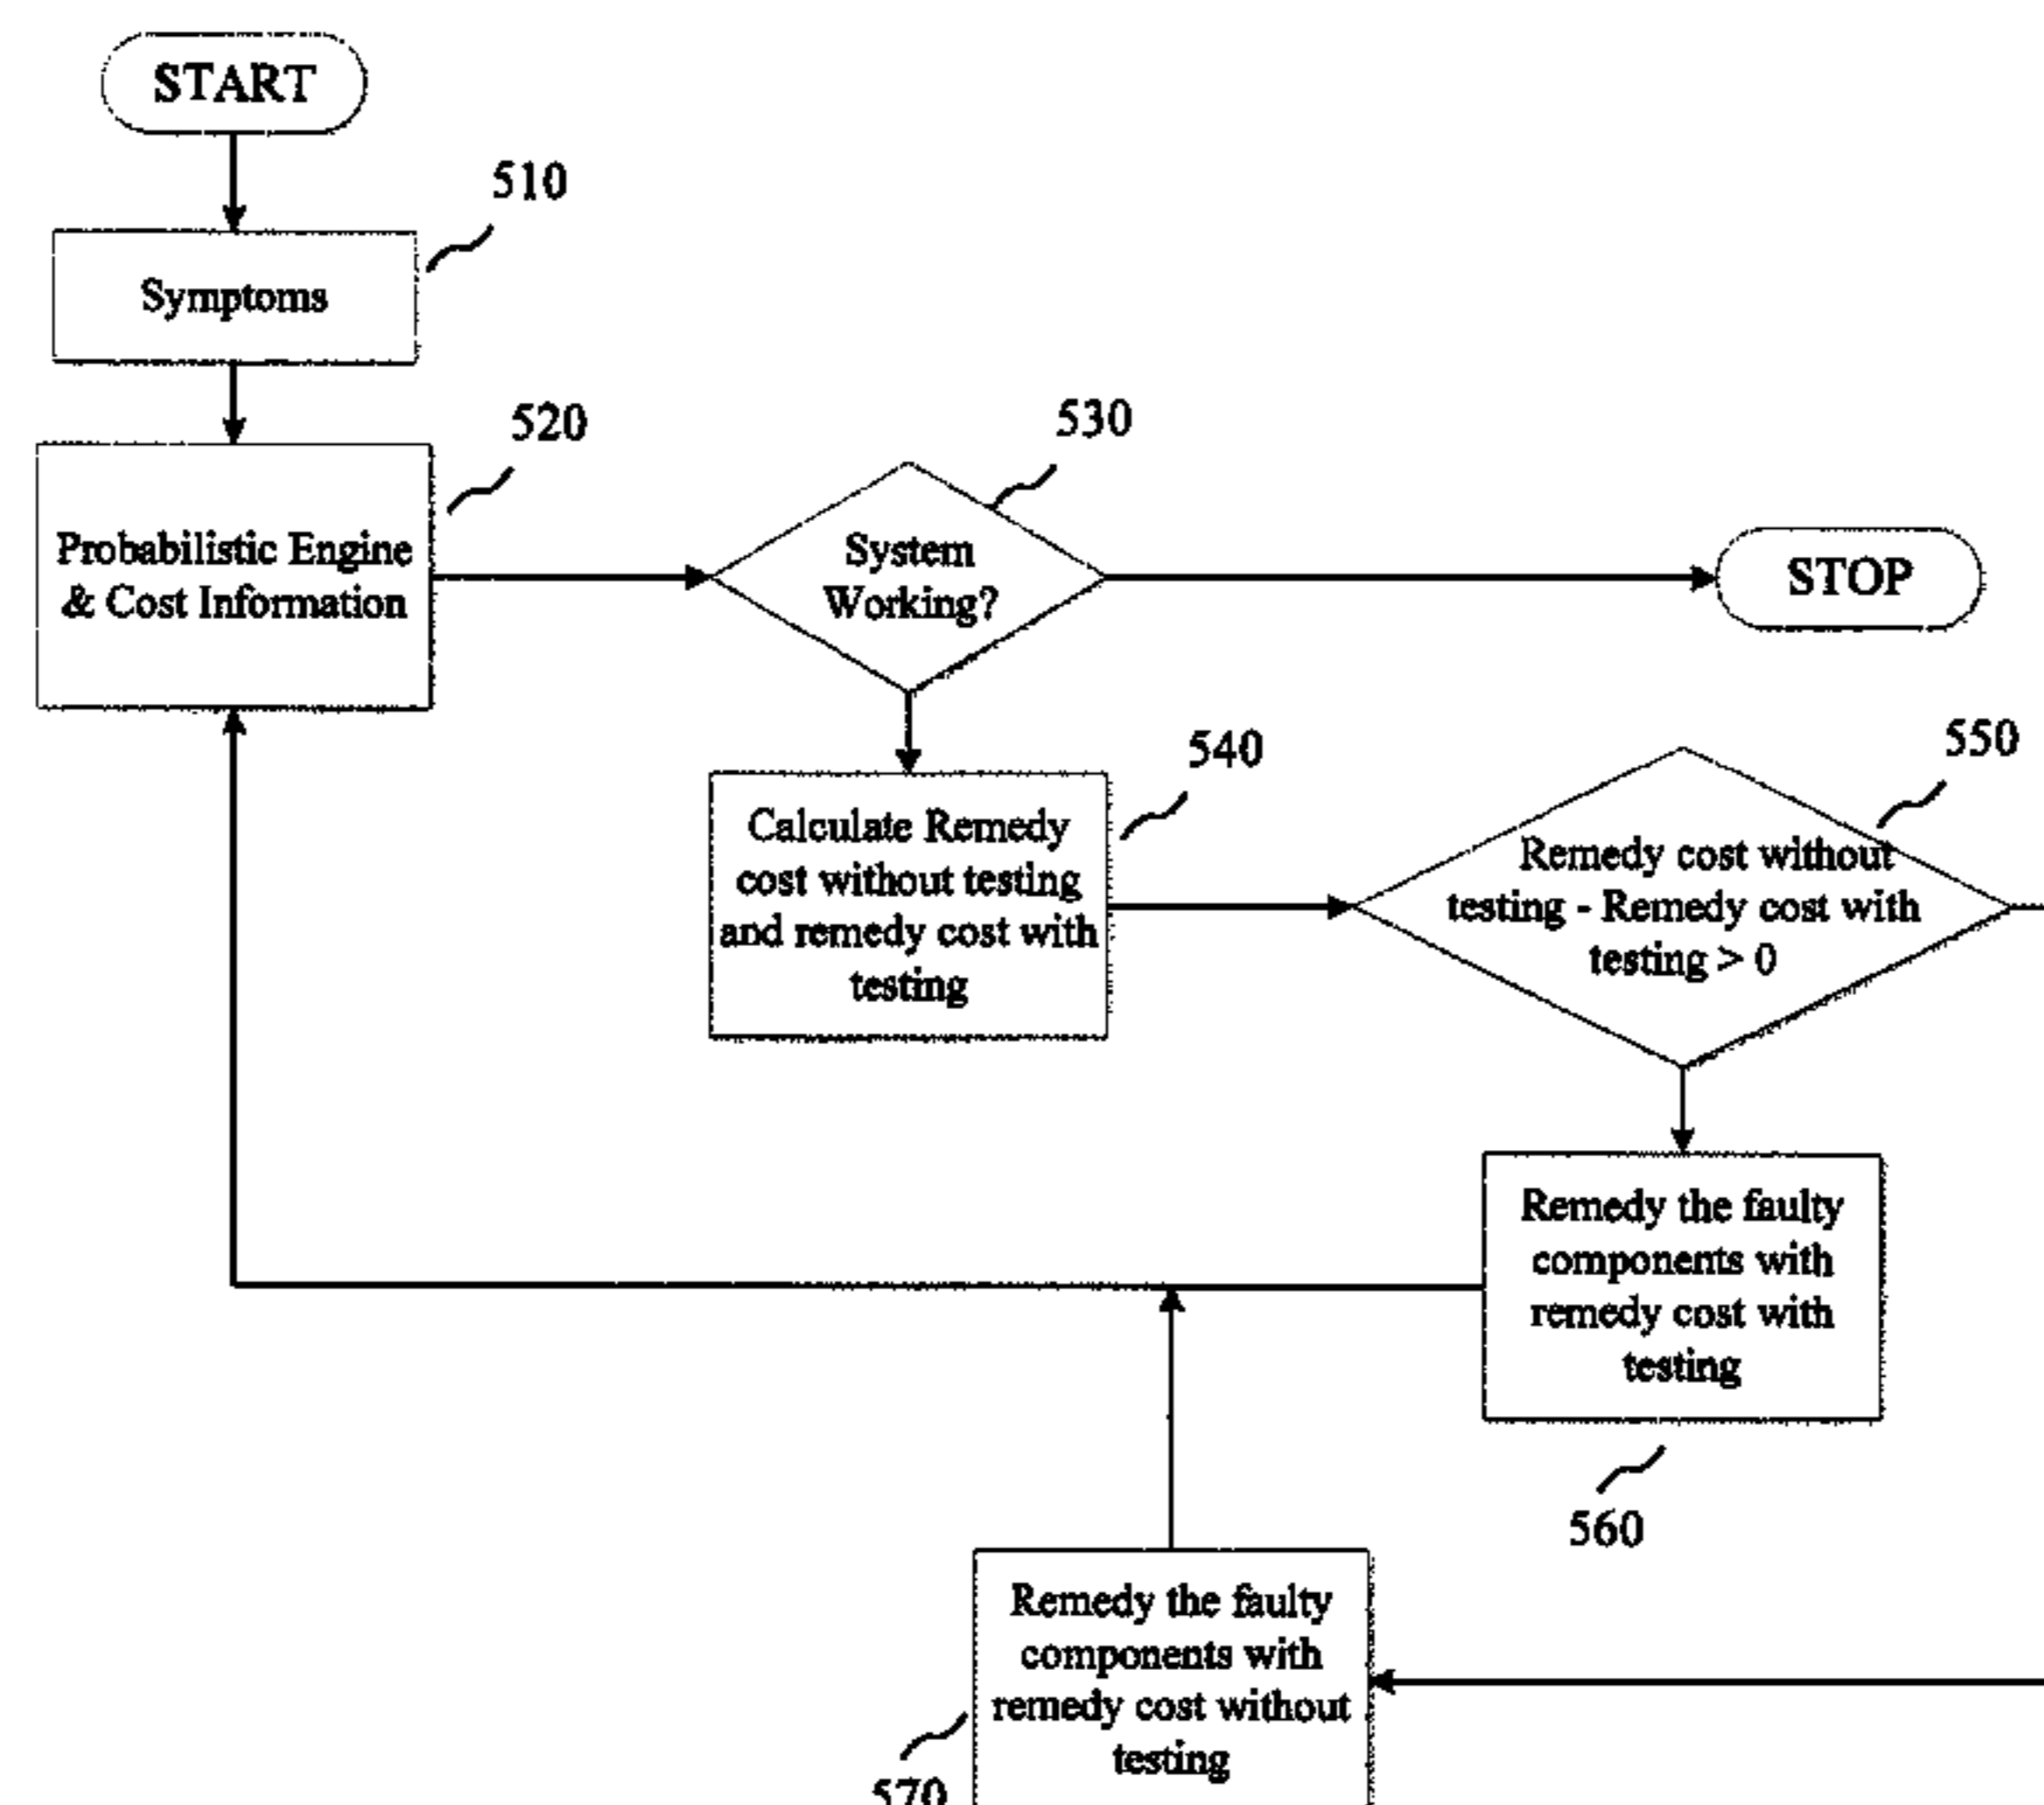 START
510
Symptoms
520
Probabilistic Engine
& Cost Information
530
System
Working?
STOP
540
Calculate Remedy
cost without testing
and remedy cost with
testing
550
Remedy cost without
testing - Remedy cost with
testing > 0
Remedy the faulty
components with
remedy cost with
testing
560
Remedy the faulty
components with
remedy cost without
testing
570